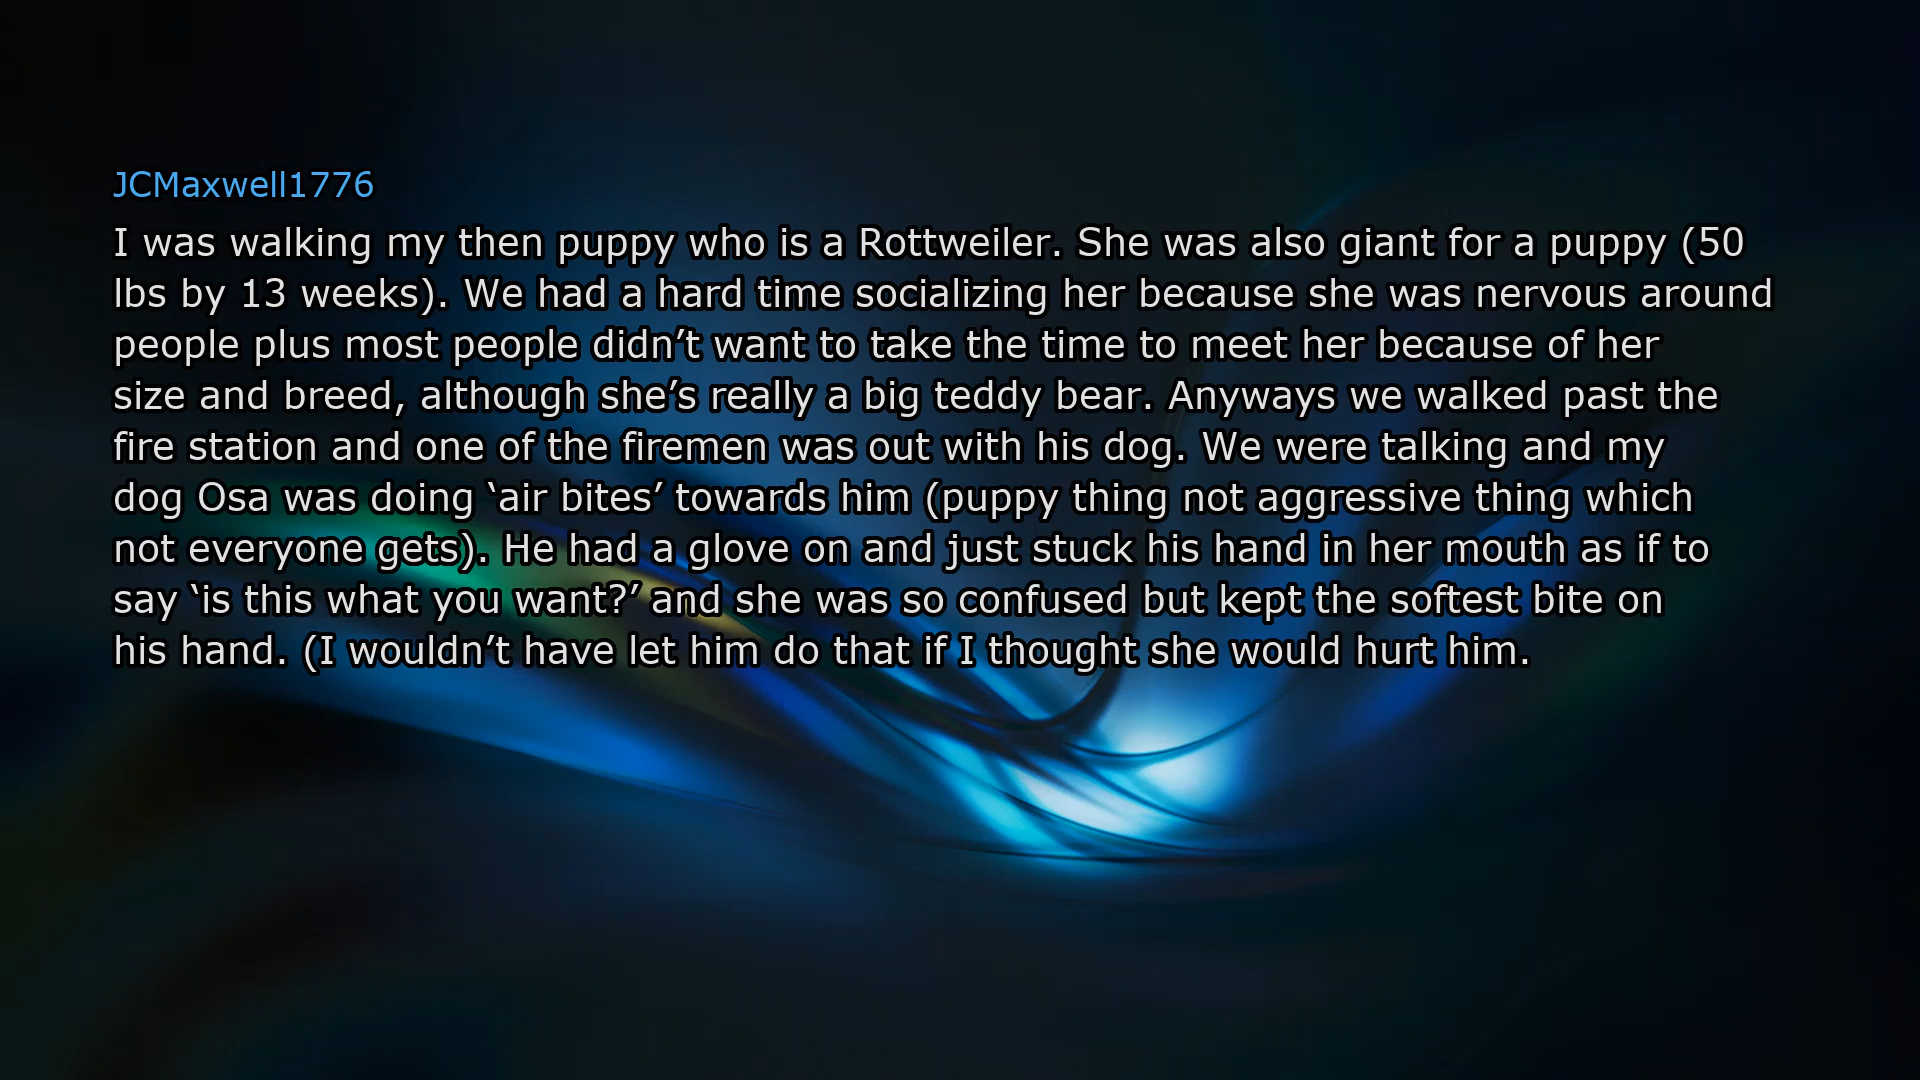 JCMaxwell1776
I was walking my then puppy who is a Rottweiler. She was also giant for a puppy (50
lbs by 13 weeks). We had a hard time socializing her because she was nervous around
people plus most people didn’t want to take the time to meet her because of her
size and breed, although she’s really a big teddy bear. Anyways we walked past the
fire station and one of the firemen was out with his dog. We were talking and my
dog Osa was doing ‘air bites’ towards him (puppy thing not aggressive thing which
not everyone gets). He had a glove on and just stuck his hand in her mouth as if to
say ‘is this what you want?’ and she was so confused but kept the softest bite on
his hand. (I wouldn’t have let him do that if I thought she would hurt him.